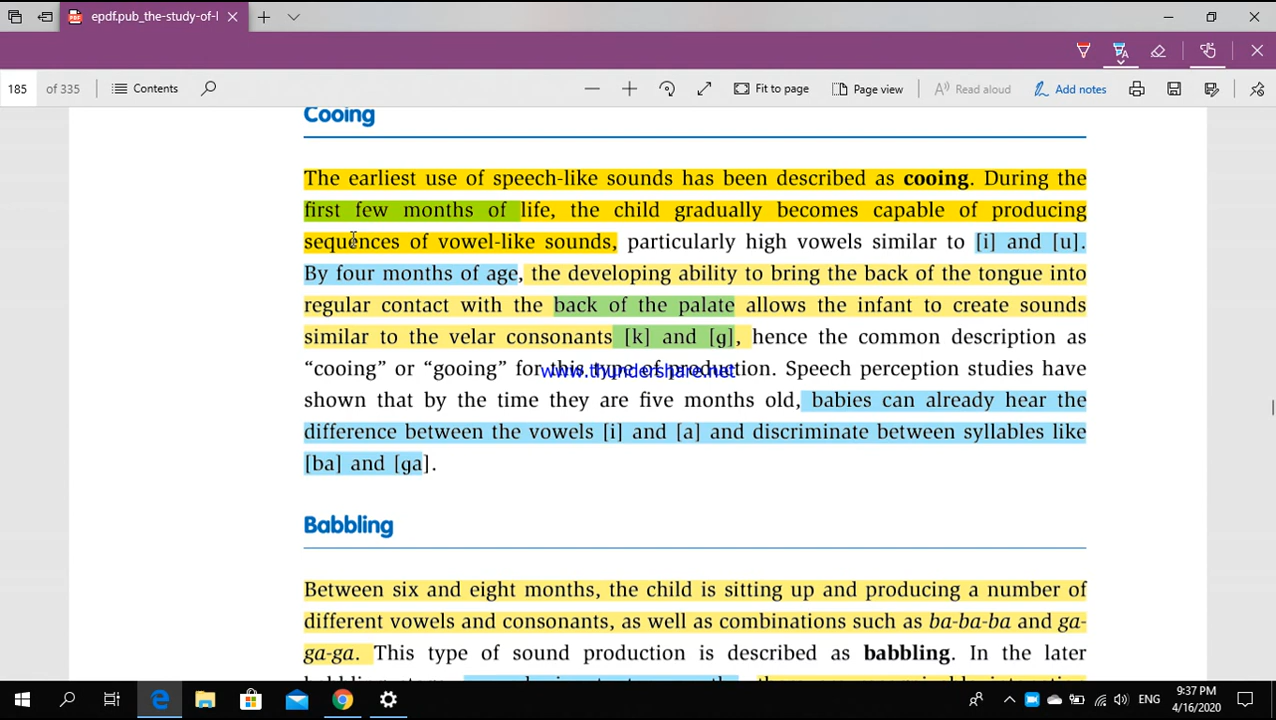 epdf.pub_the-study-of-l
185 of 335 Contents Fit to page Page view Read aloud Add notes
Cooing
The earliest use of speech-like sounds has been described as cooing. During the
first few months of life, the child gradually becomes capable of producing
sequences of vowel-like sounds, particularly high vowels similar to [i] and [u].
By four months of age, the developing ability to bring the back of the tongue into
regular contact with the back of the palate allows the infant to create sounds
similar to the velar consonants [k] and [ɡ], hence the common description as
“cooing” or “gooing” for this type of production. Speech perception studies have
www.thundershare.net
shown that by the time they are five months old, babies can already hear the
difference between the vowels [i] and [a] and discriminate between syllables like
[ba] and [ɡa].
Babbling
Between six and eight months, the child is sitting up and producing a number of
different vowels and consonants, as well as combinations such as ba-ba-ba and ga-
ga-ga. This type of sound production is described as babbling. In the later
ENG
9:37 PM
4/16/2020